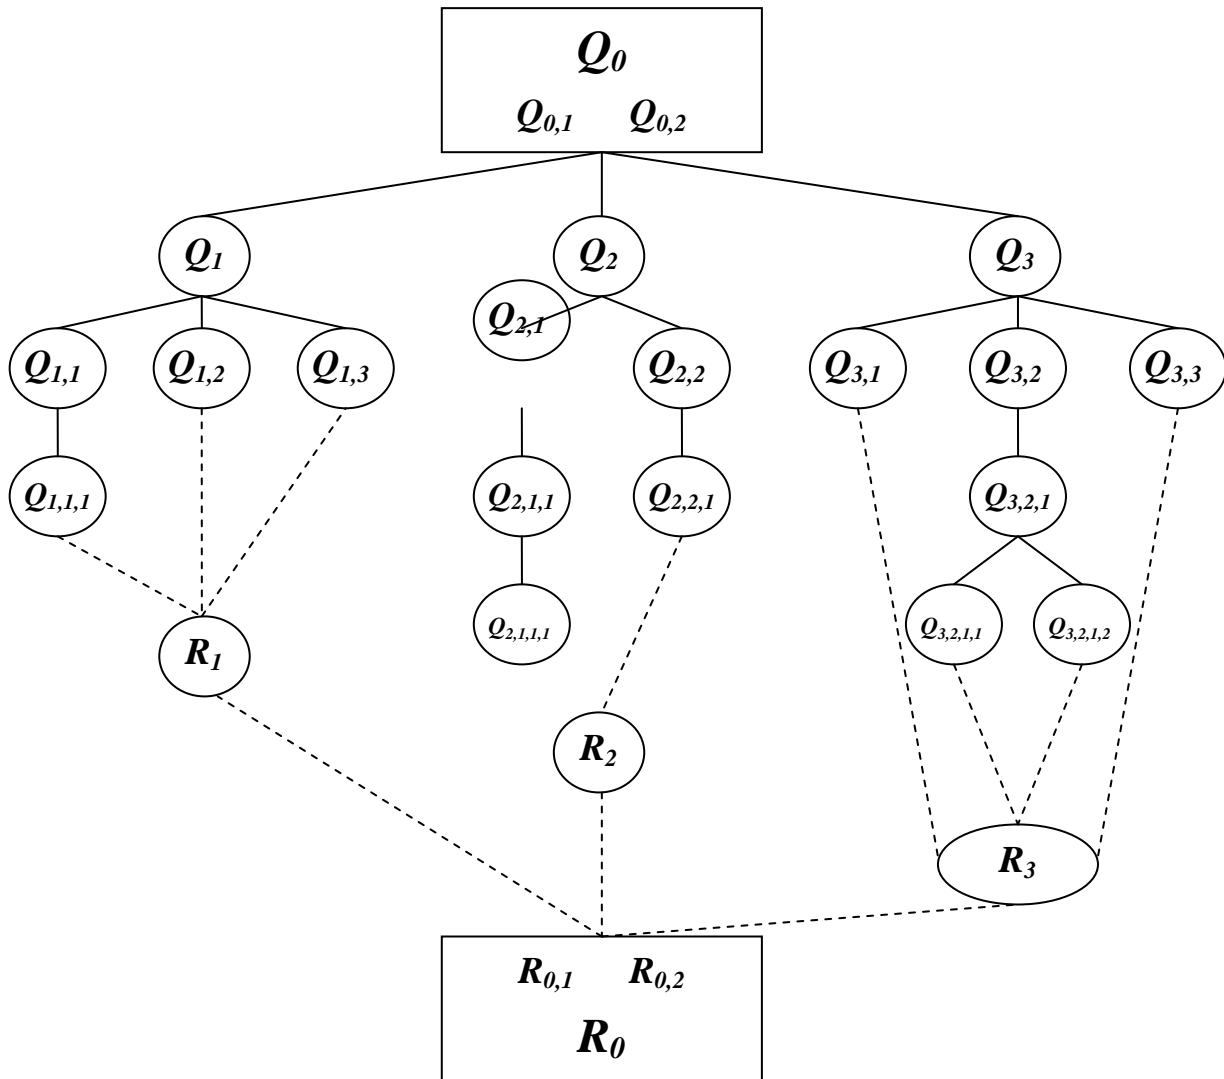 Q0
Q0,1 Q0,2
Q1 Q2 Q3
Q2,1
Q1,1 Q1,2 Q1,3 Q2,2 Q3,1 Q3,2 Q3,3
Q1,1,1 Q2,1,1 Q2,2,1 Q3,2,1
Q2,1,1,1 Q3,2,1,1 Q3,2,1,2
R1
R2
R3
R0,1 R0,2
R0